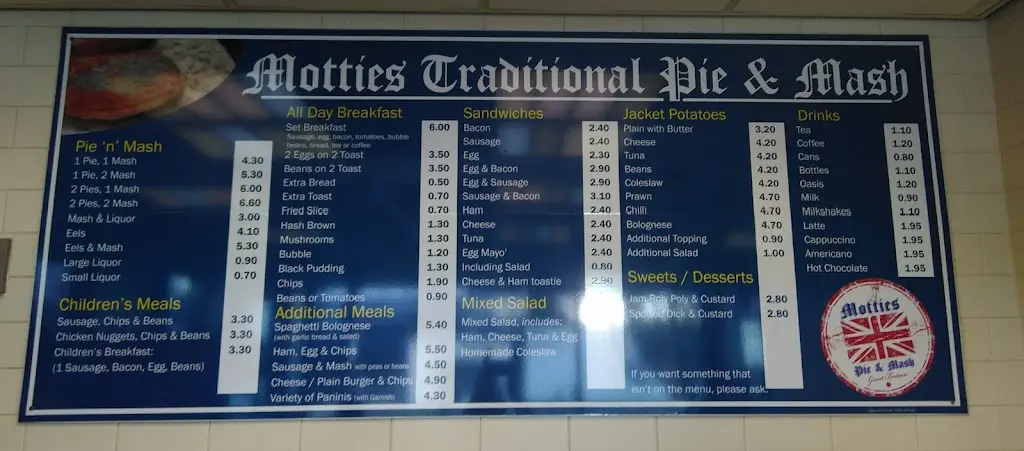 Motties Traditional Pie & Mash
Pie 'n' Mash
1 Pie, 1 Mash 4.30
1 Pie, 2 Mash 5.30
2 Pies, 1 Mash 6.00
2 Pies, 2 Mash 6.60
Mash & Liquor 3.00
Eels 4.10
Eels & Mash 5.30
Large Liquor 0.90
Small Liquor 0.70
Children's Meals
Sausage, Chips & Beans 3.30
Chicken Nuggets, Chips & Beans 3.30
Children's Breakfast: 3.30
(1 Sausage, Bacon, Egg, Beans)
All Day Breakfast
Set Breakfast 6.00
Sausage, egg, bacon, tomatoes, bubble
beans, bread, tea or coffee
2 Eggs on 2 Toast 3.50
Beans on 2 Toast 3.50
Extra Bread 0.50
Extra Toast 0.70
Fried Slice 0.70
Hash Brown 1.30
Mushrooms 1.30
Bubble 1.20
Black Pudding 1.30
Chips 1.90
Beans or Tomatoes 0.90
Additional Meals
Spaghetti Bolognese 5.40
(with garlic bread & salad)
Ham, Egg & Chips 5.50
Sausage & Mash with peas or beans 4.50
Cheese / Plain Burger & Chips 4.90
Variety of Paninis (with Garnish) 4.30
Sandwiches
Bacon 2.40
Sausage 2.40
Egg 2.30
Egg & Bacon 2.90
Egg & Sausage 2.90
Sausage & Bacon 3.10
Ham 2.40
Cheese 2.40
Tuna 2.40
Egg Mayo' 2.40
Including Salad 0.80
Cheese & Ham toastie 2.90
Mixed Salad
Mixed Salad, includes:
Ham, Cheese, Tuna & Egg
Homemade Coleslaw
Jacket Potatoes
Plain with Butter 3.20
Cheese 4.20
Tuna 4.20
Beans 4.20
Coleslaw 4.20
Prawn 4.70
Chilli 4.70
Bolognese 4.70
Additional Topping 0.90
Additional Salad 1.00
Sweets / Desserts
Jam Roly Poly & Custard 2.80
Spotted Dick & Custard 2.80
If you want something that
isn't on the menu, please ask.
Drinks
Tea 1.10
Coffee 1.20
Cans 0.80
Bottles 1.10
Oasis 1.20
Milk 0.90
Milkshakes 1.10
Latte 1.95
Cappuccino 1.95
Americano 1.95
Hot Chocolate 1.95
Motties
Pie & Mash